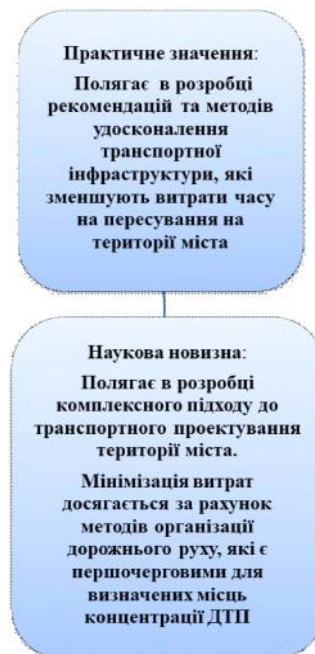 Практичне значення:
Полягає в розробці
рекомендацій та методів
удосконалення
транспортної
інфраструктури, які
зменшують витрати часу
на пересування на
території міста
Наукова новизна:
Полягає в розробці
комплексного підходу до
транспортного проектування
території міста.
Мінімізація витрат
досягається за рахунок
методів організації
дорожнього руху, які є
першочерговими для
визначених місць
концентрації ДТП